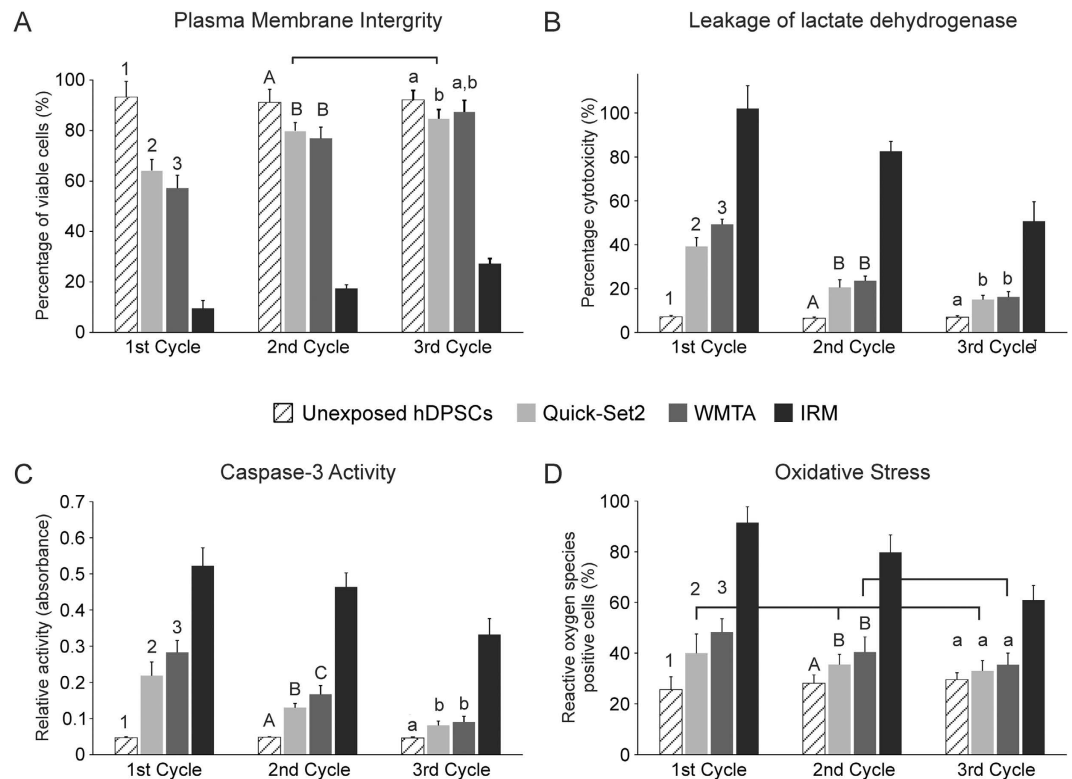 A
Plasma Membrane Intergrity
Percentage of viable cells (%)
100
80
60
40
20
0
1
2
3
A
B
B
a
b
a,b
1st Cycle
2nd Cycle
3rd Cycle
B
Leakage of lactate dehydrogenase
Percentage cytotoxicity (%)
100
80
60
40
20
0
1
2
3
A
B
B
a
b
b
1st Cycle
2nd Cycle
3rd Cycle
Unexposed hDPSCs
Quick-Set2
WMTA
IRM
C
Caspase-3 Activity
Relative activity (absorbance)
0.7
0.6
0.5
0.4
0.3
0.2
0.1
0
1
2
3
A
B
C
a
b
b
1st Cycle
2nd Cycle
3rd Cycle
D
Oxidative Stress
Reactive oxygen species
positive cells (%)
100
80
60
40
20
0
1
2
3
A
B
B
a
a
a
1st Cycle
2nd Cycle
3rd Cycle